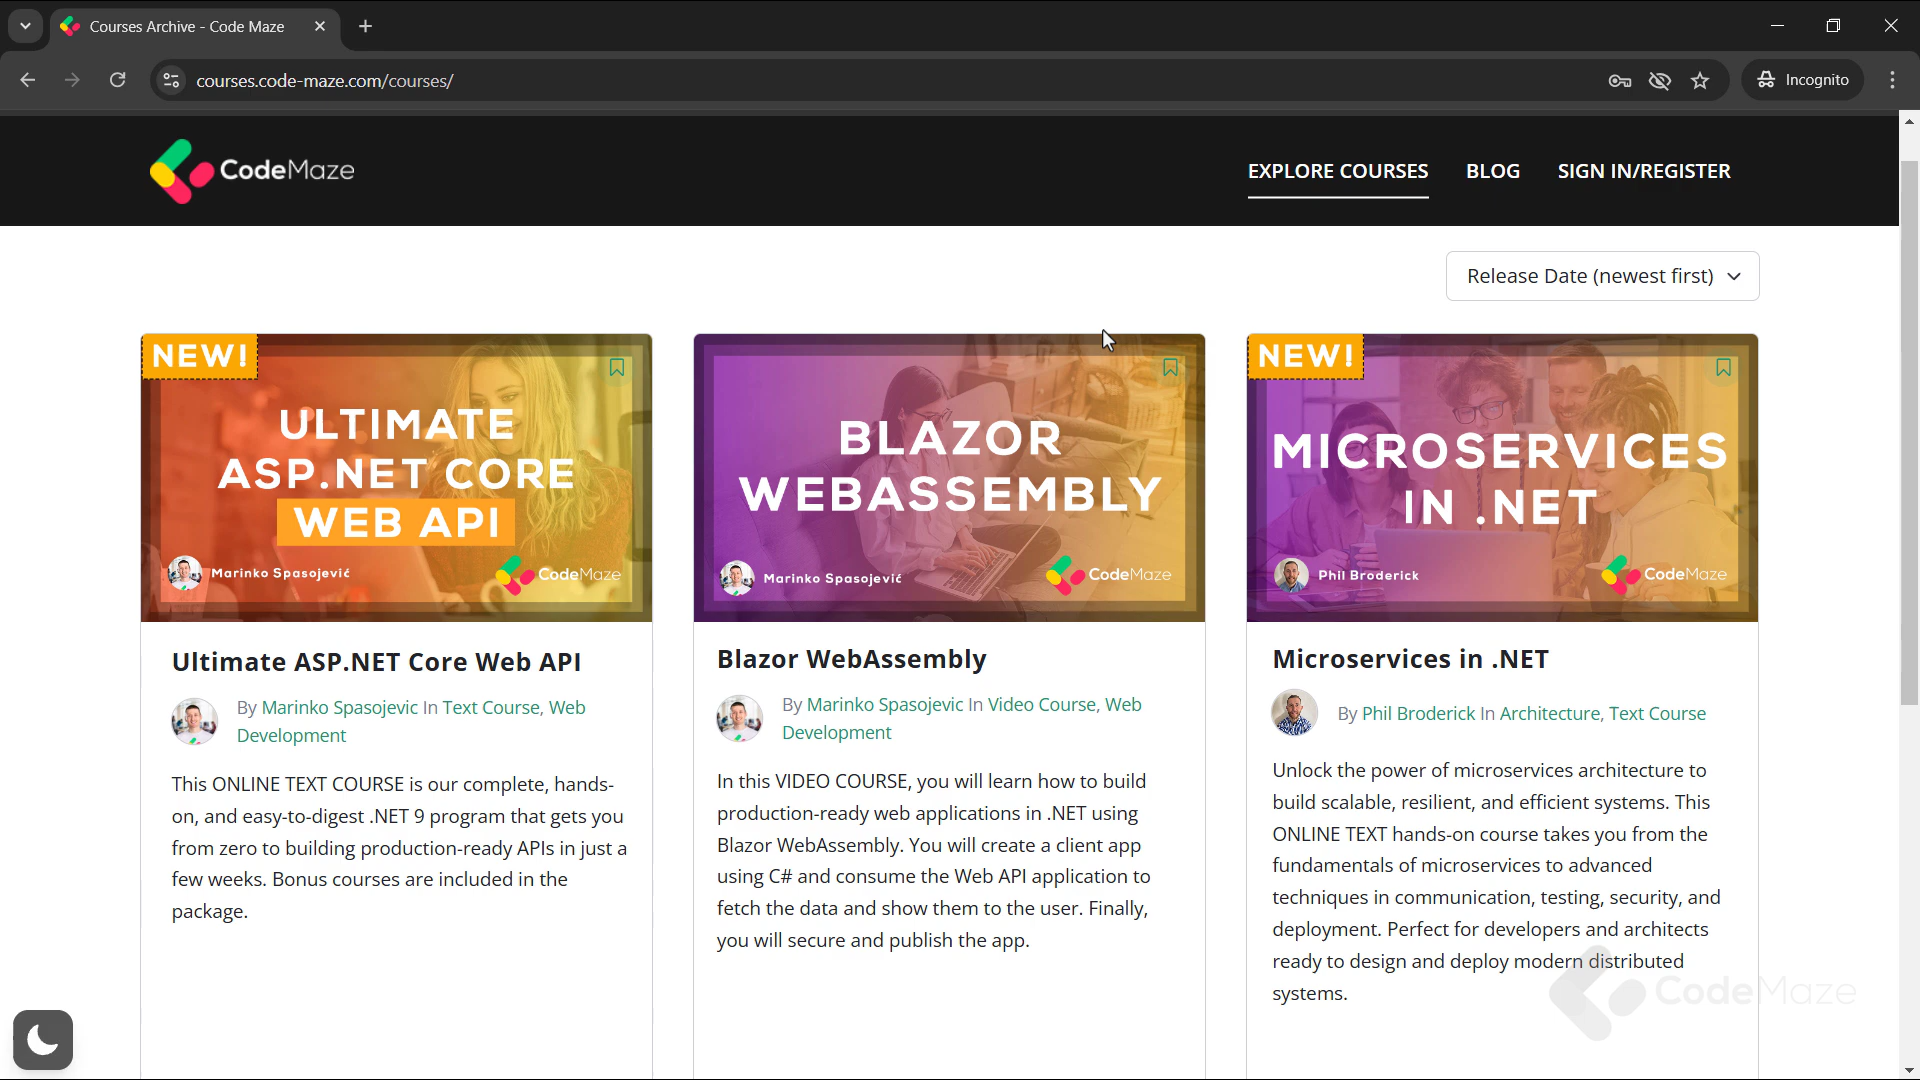 Courses Archive - Code Maze
courses.code-maze.com/courses/
Incognito
CodeMaze
EXPLORE COURSES
BLOG
SIGN IN/REGISTER
Release Date (newest first)
NEW!
ULTIMATE
ASP.NET CORE
WEB API
Marinko Spasojević
CodeMaze
BLAZOR
WEBASSEMBLY
Marinko Spasojević
CodeMaze
NEW!
MICROSERVICES
IN .NET
Phil Broderick
CodeMaze
Ultimate ASP.NET Core Web API
By Marinko Spasojevic In Text Course, Web
Development
This ONLINE TEXT COURSE is our complete, hands-
on, and easy-to-digest .NET 9 program that gets you
from zero to building production-ready APIs in just a
few weeks. Bonus courses are included in the
package.
Blazor WebAssembly
By Marinko Spasojevic In Video Course, Web
Development
In this VIDEO COURSE, you will learn how to build
production-ready web applications in .NET using
Blazor WebAssembly. You will create a client app
using C# and consume the Web API application to
fetch the data and show them to the user. Finally,
you will secure and publish the app.
Microservices in .NET
By Phil Broderick In Architecture, Text Course
Unlock the power of microservices architecture to
build scalable, resilient, and efficient systems. This
ONLINE TEXT hands-on course takes you from the
fundamentals of microservices to advanced
techniques in communication, testing, security, and
deployment. Perfect for developers and architects
ready to design and deploy modern distributed
systems.
CodeMaze